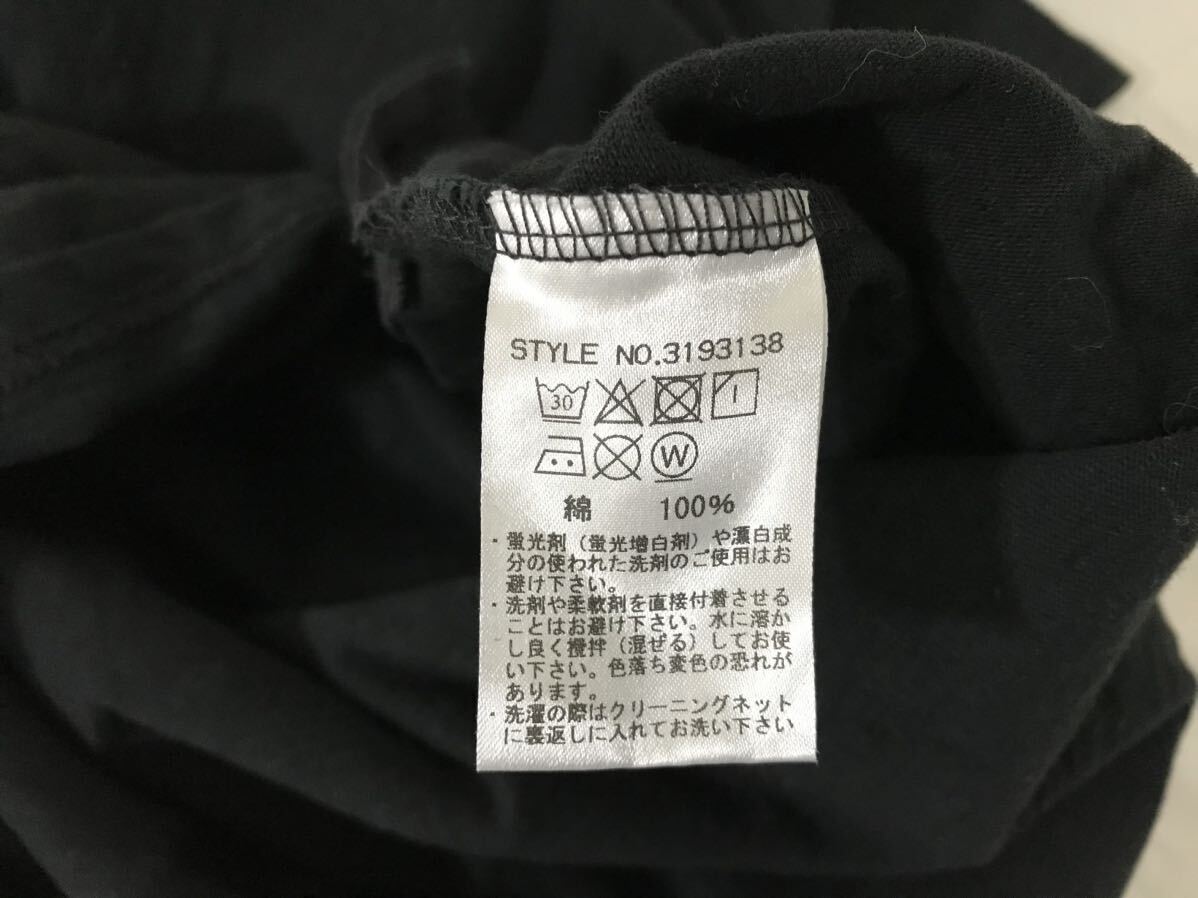 STYLE NO.3193138
30
W
綿 100%
・蛍光剤(蛍光増白剤)や漂白成
分の使われた洗剤のご使用はお
避け下さい。
・洗剤や柔軟剤を直接付着させる
ことはお避け下さい。水に溶か
し良く攪拌(混ぜる)してお使
い下さい。色落ち変色の恐れが
あります。
・洗濯の際はクリーニングネット
に裏返しに入れてお洗い下さい